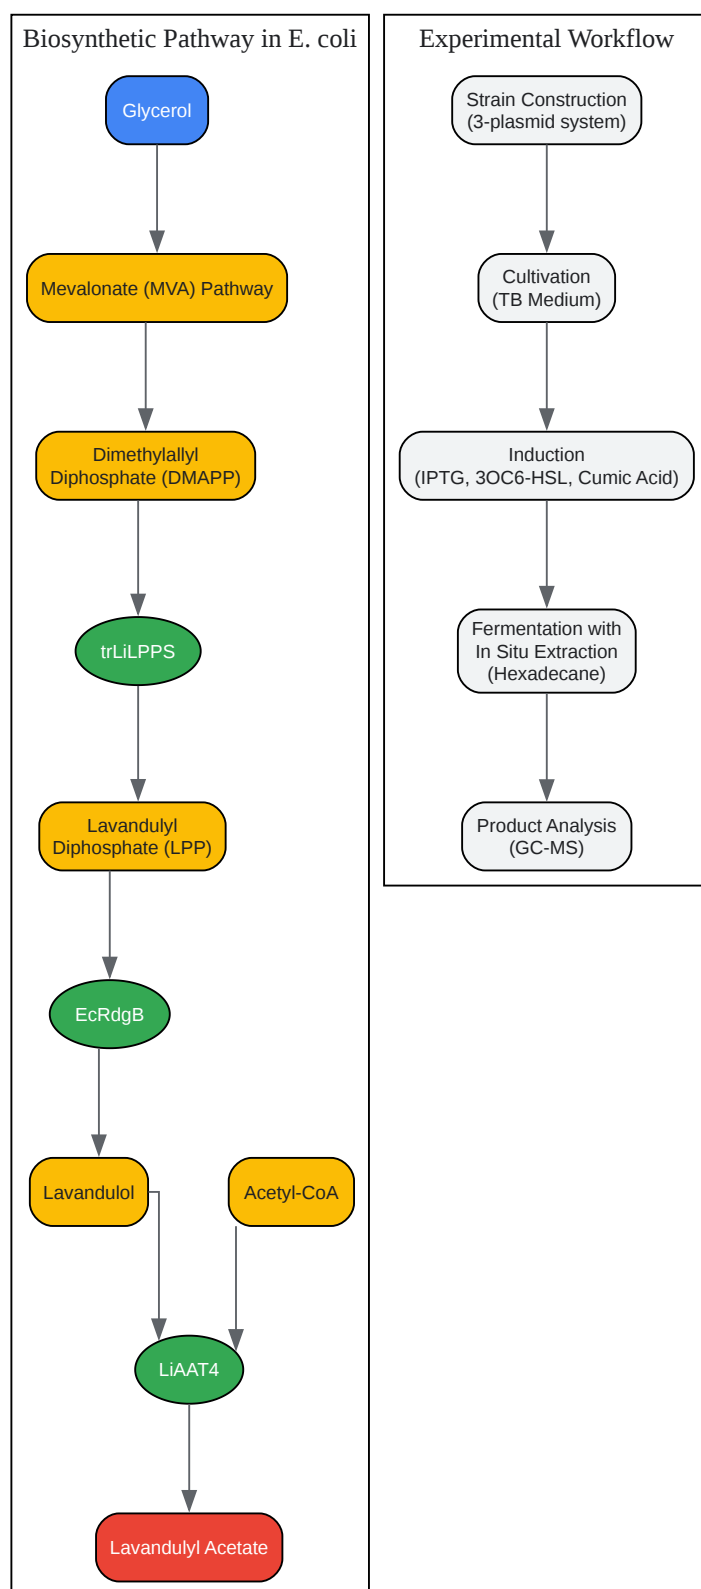 Biosynthetic Pathway in E. coli
Glycerol
Mevalonate (MVA) Pathway
Dimethylallyl
Diphosphate (DMAPP)
trLiLPPS
Lavandulyl
Diphosphate (LPP)
EcRdgB
Lavandulol
Acetyl-CoA
LiAAT4
Lavandulyl Acetate
Experimental Workflow
Strain Construction
(3-plasmid system)
Cultivation
(TB Medium)
Induction
(IPTG, 3OC6-HSL, Cumic Acid)
Fermentation with
In Situ Extraction
(Hexadecane)
Product Analysis
(GC-MS)